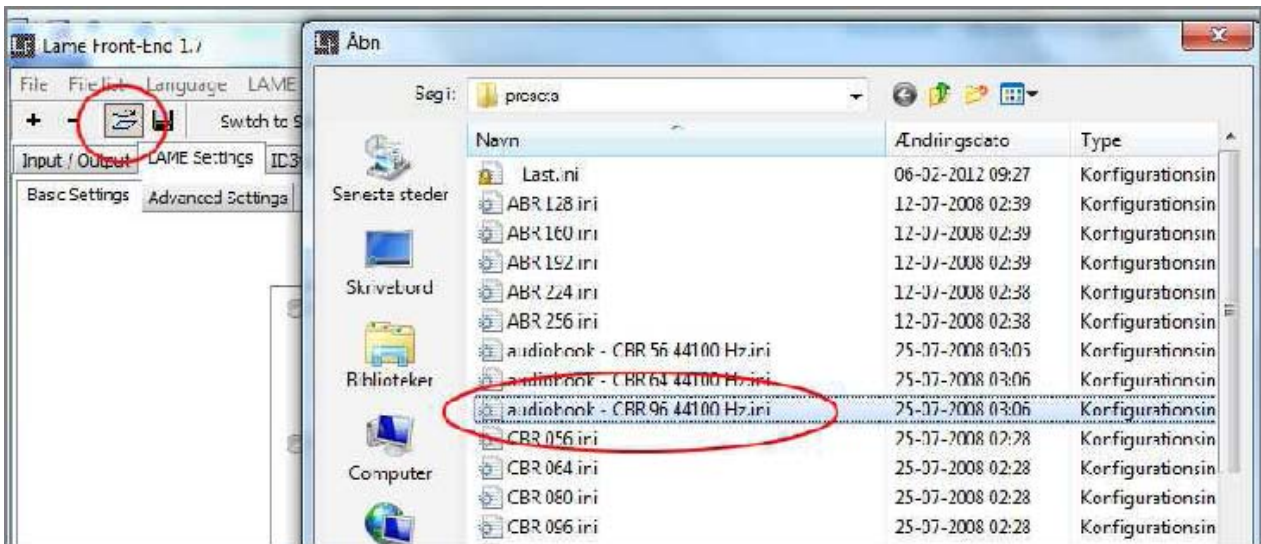 Lame Front-End 1.7
File File list Language LAME
+ - Switch to S
Input / Output LAME Settings ID3
Basic Settings Advanced Settings
Åbn
Søg i: presets
Navn Ændringsdato Type
Last.ini 06-02-2012 09:27 Konfigurationsin
ABR 128.ini 12-07-2008 02:39 Konfigurationsin
ABR 160.ini 12-07-2008 02:39 Konfigurationsin
ABR 192.ini 12-07-2008 02:39 Konfigurationsin
ABR 224.ini 12-07-2008 02:38 Konfigurationsin
ABR 256.ini 12-07-2008 02:38 Konfigurationsin
audiobook - CBR 56 44100 Hz.ini 25-07-2008 03:05 Konfigurationsin
audiobook - CBR 64 44100 Hz.ini 25-07-2008 03:06 Konfigurationsin
audiobook - CBR 96 44100 Hz.ini 25-07-2008 03:06 Konfigurationsin
CBR 056.ini 25-07-2008 02:28 Konfigurationsin
CBR 064.ini 25-07-2008 02:28 Konfigurationsin
CBR 080.ini 25-07-2008 02:28 Konfigurationsin
CBR 096.ini 25-07-2008 02:28 Konfigurationsin
Seneste steder
Skrivebord
Biblioteker
Computer